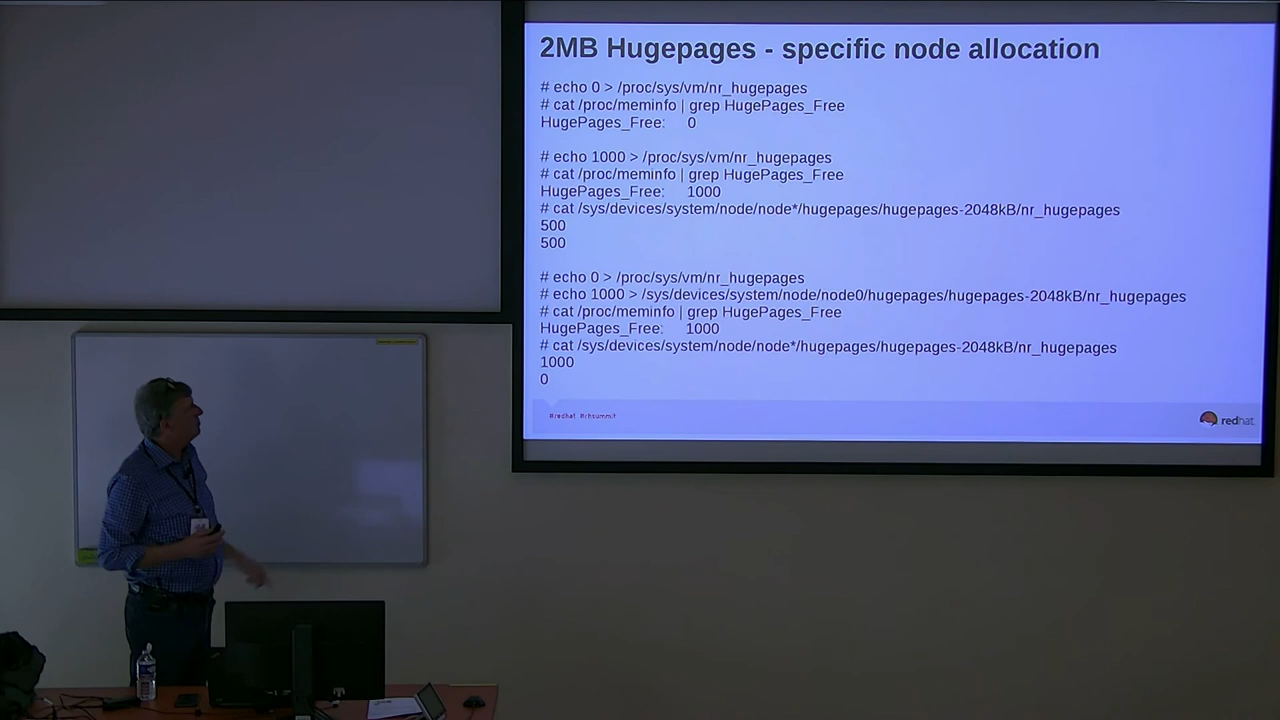 2MB Hugepages - specific node allocation
# echo 0 > /proc/sys/vm/nr_hugepages
# cat /proc/meminfo | grep HugePages_Free
HugePages_Free: 0
# echo 1000 > /proc/sys/vm/nr_hugepages
# cat /proc/meminfo | grep HugePages_Free
HugePages_Free: 1000
# cat /sys/devices/system/node/node*/hugepages/hugepages-2048kB/nr_hugepages
500
500
# echo 0 > /proc/sys/vm/nr_hugepages
# echo 1000 > /sys/devices/system/node/node0/hugepages/hugepages-2048kB/nr_hugepages
# cat /proc/meminfo | grep HugePages_Free
HugePages_Free: 1000
# cat /sys/devices/system/node/node*/hugepages/hugepages-2048kB/nr_hugepages
1000
0
#redhat #rhsummit
redhat